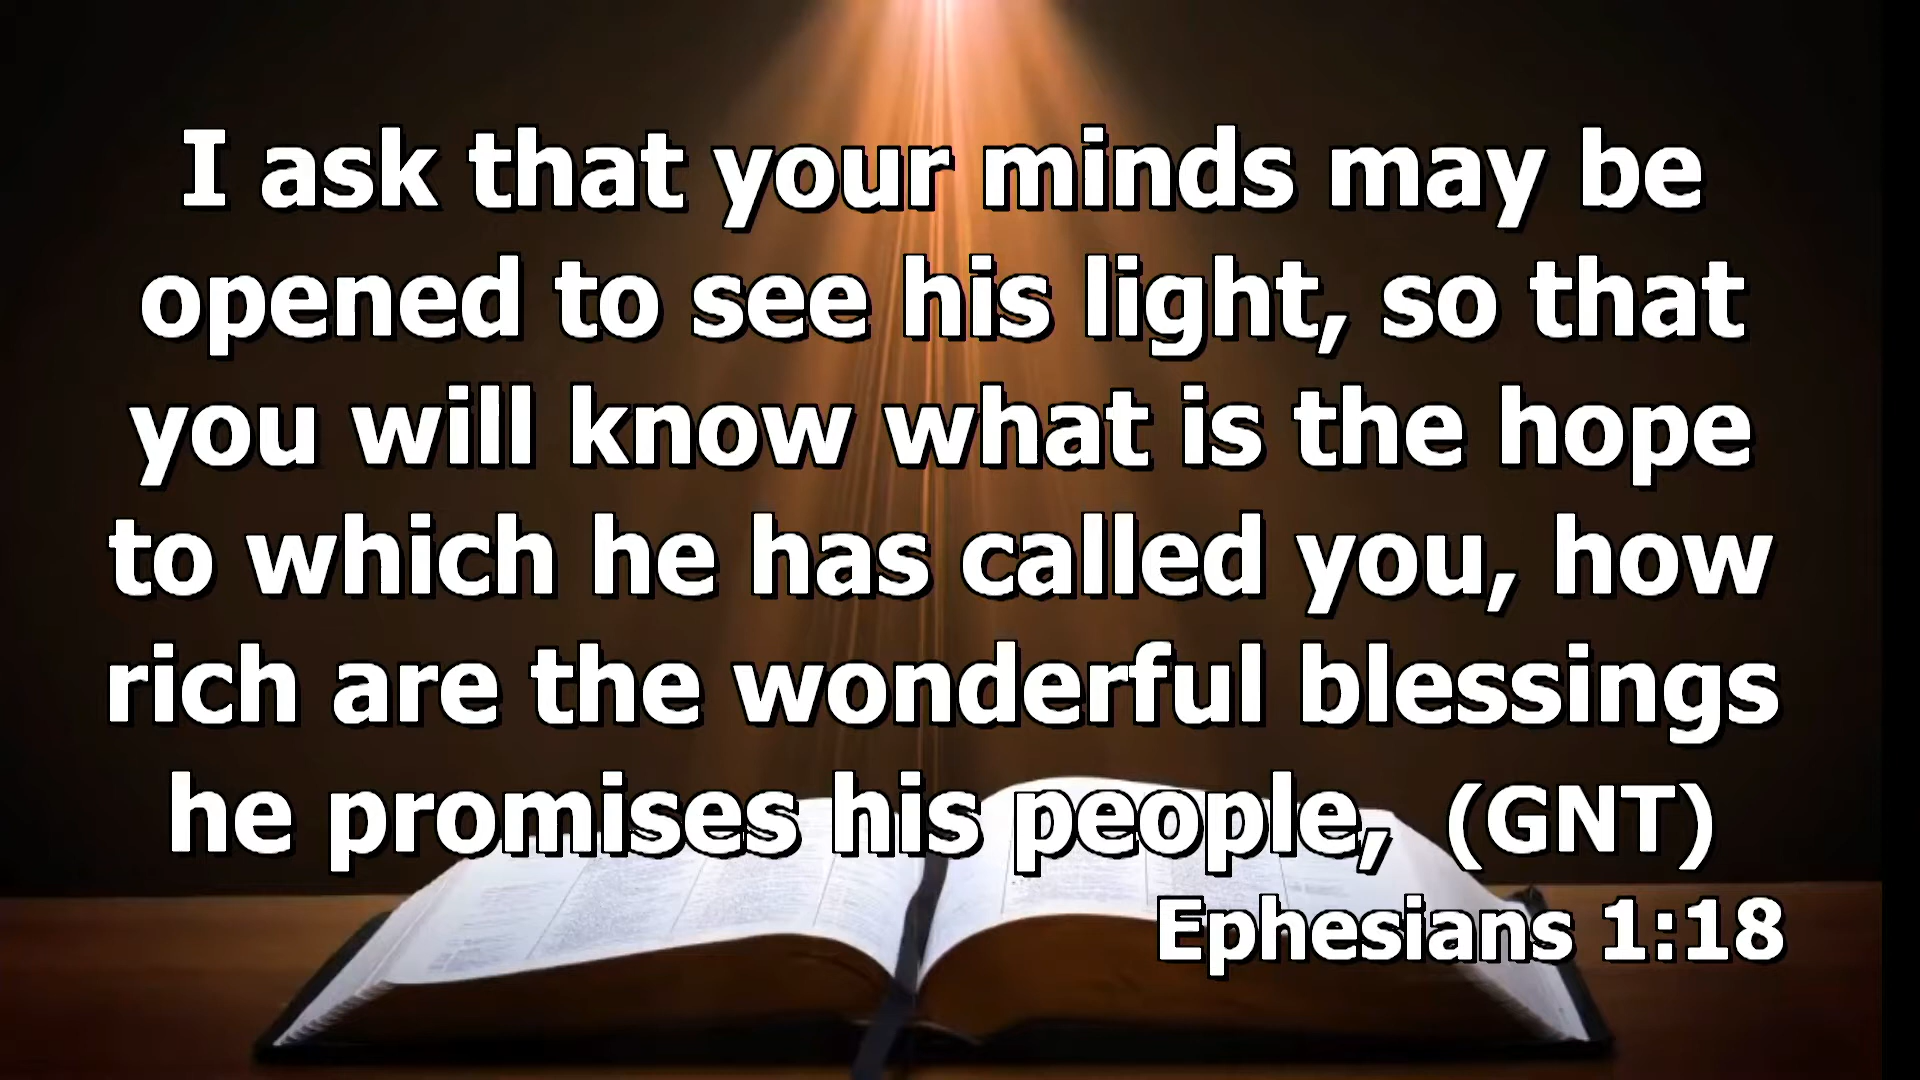 I ask that your minds may be
opened to see his light, so that
you will know what is the hope
to which he has called you, how
rich are the wonderful blessings
he promises his people, (GNT)
Ephesians 1:18